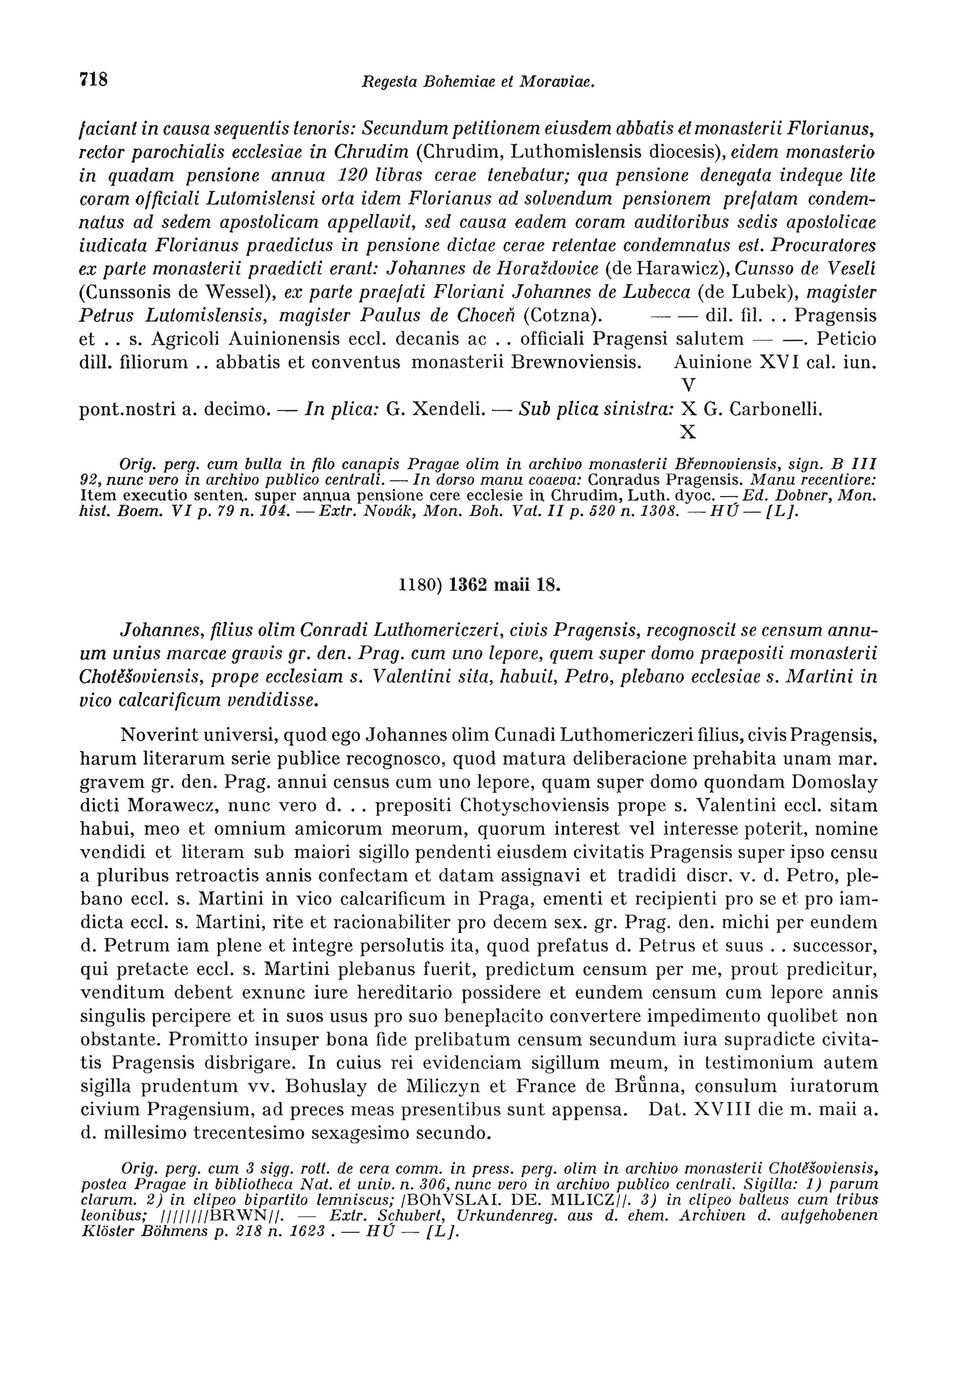 718
Regesta Bohemiae et Moraviae.
faciant in causa sequentis tenoris: Secundum petitionem eiusdem abbatis et monasterii Florianus,
rector parochialis ecclesiae in Chrudim (Chrudim, Luthomislensis diocesis), eidem monasterio
in quadam pensione annua 120 libras cerae tenebatur; qua pensione denegata indeque lite
coram officiali Lutomislensi orta idem Florianus ad solvendum pensionem prefatam condem-
natus ad sedem apostolicam appellavit, sed causa eadem coram auditoribus sedis apostolicae
iudicata Florianus praedictus in pensione dictae cerae retentae condemnatus est. Procuratores
ex parte monasterii praedicti erant: Johannes de Horaždovice (de Harawicz), Cunsso de Veselí
(Cunssonis de Wessel), ex parte praefati Floriani Johannes de Lubecca (de Lubek), magister
Petrus Lutomislensis, magister Paulus de Choceň (Cotzna). — — dil. fil. . . Pragensis
et . . s. Agricoli Auinionensis eccl. decanis ac . . officiali Pragensi salutem — —. Peticio
dill. filiorum . . abbatis et conventus monasterii Brewnoviensis. Auinione XVI cal. iun.
V
pont.nostri a. decimo. — In plica: G. Xendeli. — Sub plica sinistra: X G. Carbonelli.
X
Orig. perg. cum bulla in filo canapis Pragae olim in archivo monasterii Břevnoviensis, sign. B III
92, nunc vero in archivo publico centrali. — In dorso manu coaeva: Conradus Pragensis. Manu recentiore:
Item executio senten. super annua pensione cere ecclesie in Chrudim, Luth. dyoc. — Ed. Dobner, Mon.
hist. Boem. VI p. 79 n. 104. — Extr. Novák, Mon. Boh. Vat. II p. 520 n. 1308. — HÚ — [L].
1180) 1362 maii 18.
Johannes, filius olim Conradi Luthomericzeri, civis Pragensis, recognoscit se censum annu-
um unius marcae gravis gr. den. Prag. cum uno lepore, quem super domo praepositi monasterii
Chotěšoviensis, prope ecclesiam s. Valentini sita, habuit, Petro, plebano ecclesiae s. Martini in
vico calcarificum vendidisse.
Noverint universi, quod ego Johannes olim Cunadi Luthomericzeri filius, civis Pragensis,
harum literarum serie publice recognosco, quod matura deliberacione prehabita unam mar.
gravem gr. den. Prag. annui census cum uno lepore, quam super domo quondam Domoslay
dicti Morawecz, nunc vero d. . . prepositi Chotyschoviensis prope s. Valentini eccl. sitam
habui, meo et omnium amicorum meorum, quorum interest vel interesse poterit, nomine
vendidi et literam sub maiori sigillo pendenti eiusdem civitatis Pragensis super ipso censu
a pluribus retroactis annis confectam et datam assignavi et tradidi discr. v. d. Petro, ple-
bano eccl. s. Martini in vico calcarificum in Praga, ementi et recipienti pro se et pro iam-
dicta eccl. s. Martini, rite et racionabiliter pro decem sex. gr. Prag. den. michi per eundem
d. Petrum iam plene et integre persolutis ita, quod prefatus d. Petrus et suus . . successor,
qui pretacte eccl. s. Martini plebanus fuerit, predictum censum per me, prout predicitur,
venditum debent exnunc iure hereditario possidere et eundem censum cum lepore annis
singulis percipere et in suos usus pro suo beneplacito convertere impedimento quolibet non
obstante. Promitto insuper bona fide prelibatum censum secundum iura supradicte civita-
tis Pragensis disbrigare. In cuius rei evidenciam sigillum meum, in testimonium autem
sigilla prudentum vv. Bohuslay de Miliczyn et France de Brůnna, consulum iuratorum
civium Pragensium, ad preces meas presentibus sunt appensa. Dat. XVIII die m. maii a.
d. millesimo trecentesimo sexagesimo secundo.
Orig. perg. cum 3 sigg. rott. de cera comm. in press. perg. olim in archivo monasterii Chotěšoviensis,
postea Pragae in bibliotheca Nat. et univ. n. 306, nunc vero in archivo publico centrali. Sigilla: 1) parum
clarum. 2) in clipeo bipartito lemniscus; /BOhVSLAI. DE. MILICZ//. 3) in clipeo balteus cum tribus
leonibus; ////////BRWN//. — Extr. Schubert, Urkundenreg. aus d. ehem. Archiven d. aufgehobenen
Klöster Böhmens p. 218 n. 1623 . — HÚ — [L].